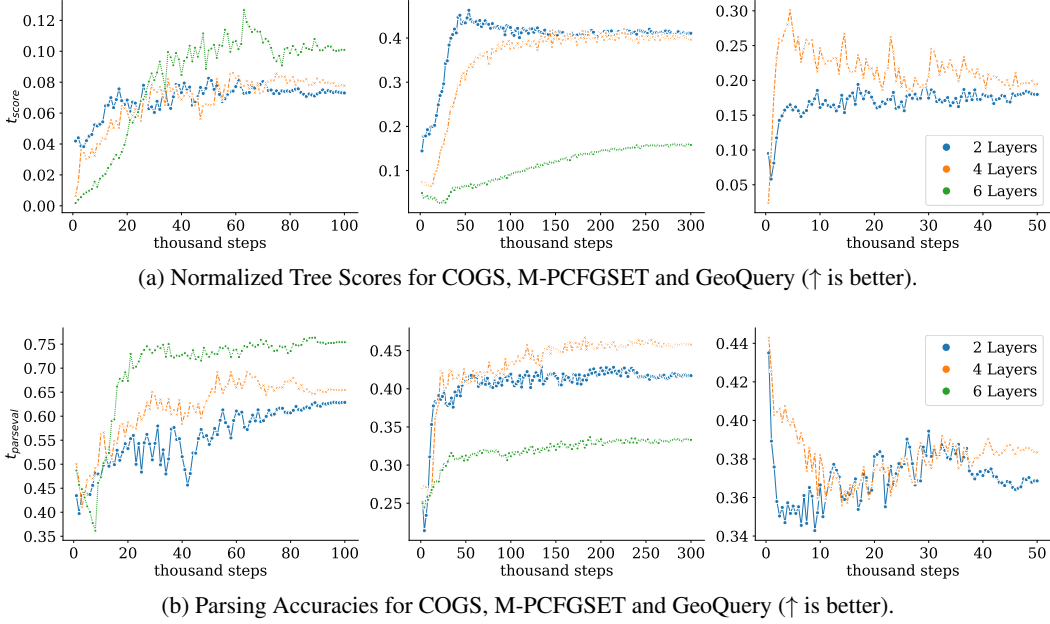 t_score
0.00
0.02
0.04
0.06
0.08
0.10
0.12
0 20 40 60 80 100
thousand steps
0.1
0.2
0.3
0.4
0 50 100 150 200 250 300
thousand steps
0.05
0.10
0.15
0.20
0.25
0.30
2 Layers
4 Layers
6 Layers
0 10 20 30 40 50
thousand steps
(a) Normalized Tree Scores for COGS, M-PCFGSET and GeoQuery (↑ is better).
t_parseval
0.35
0.40
0.45
0.50
0.55
0.60
0.65
0.70
0.75
0 20 40 60 80 100
thousand steps
0.25
0.30
0.35
0.40
0.45
0 50 100 150 200 250 300
thousand steps
0.34
0.36
0.38
0.40
0.42
0.44
2 Layers
4 Layers
6 Layers
0 10 20 30 40 50
thousand steps
(b) Parsing Accuracies for COGS, M-PCFGSET and GeoQuery (↑ is better).